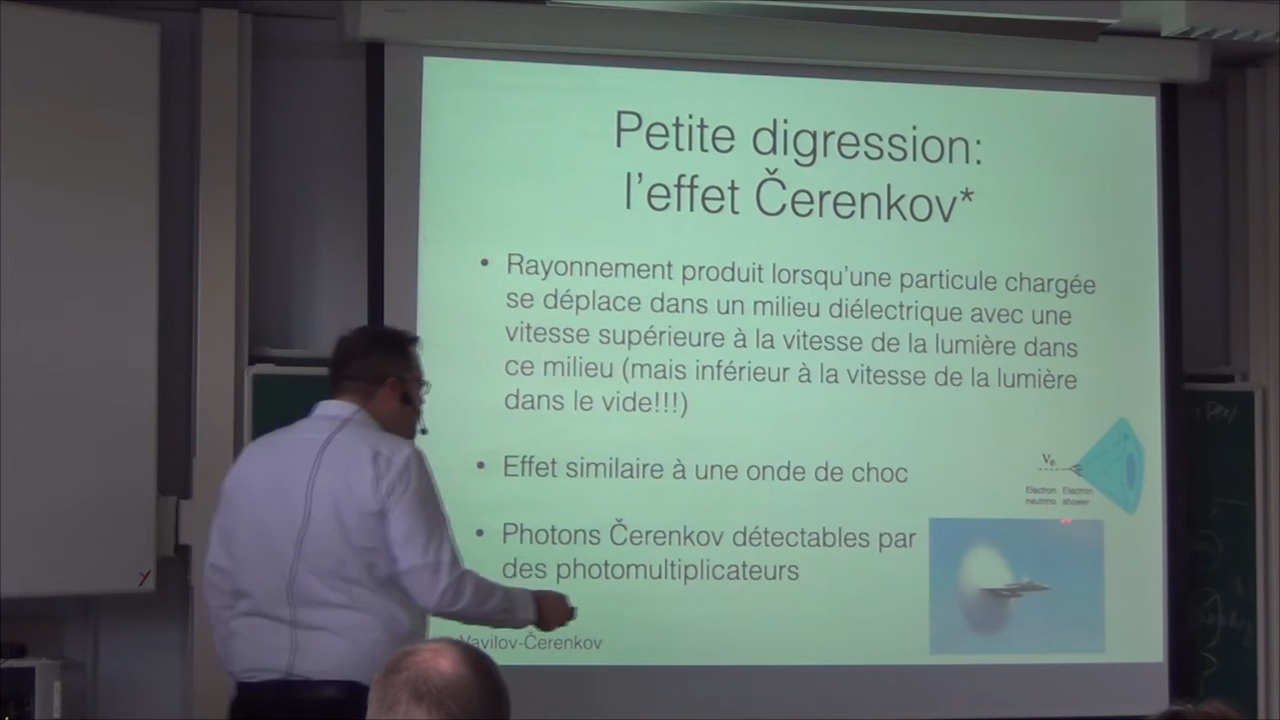 Petite digression:
l'effet Čerenkov*
• Rayonnement produit lorsqu'une particule chargée
se déplace dans un milieu diélectrique avec une
vitesse supérieure à la vitesse de la lumière dans
ce milieu (mais inférieur à la vitesse de la lumière
dans le vide!!!)
• Effet similaire à une onde de choc
νe
Electron Electron
neutrino shower
• Photons Čerenkov détectables par
des photomultiplicateurs
Vavilov-Čerenkov